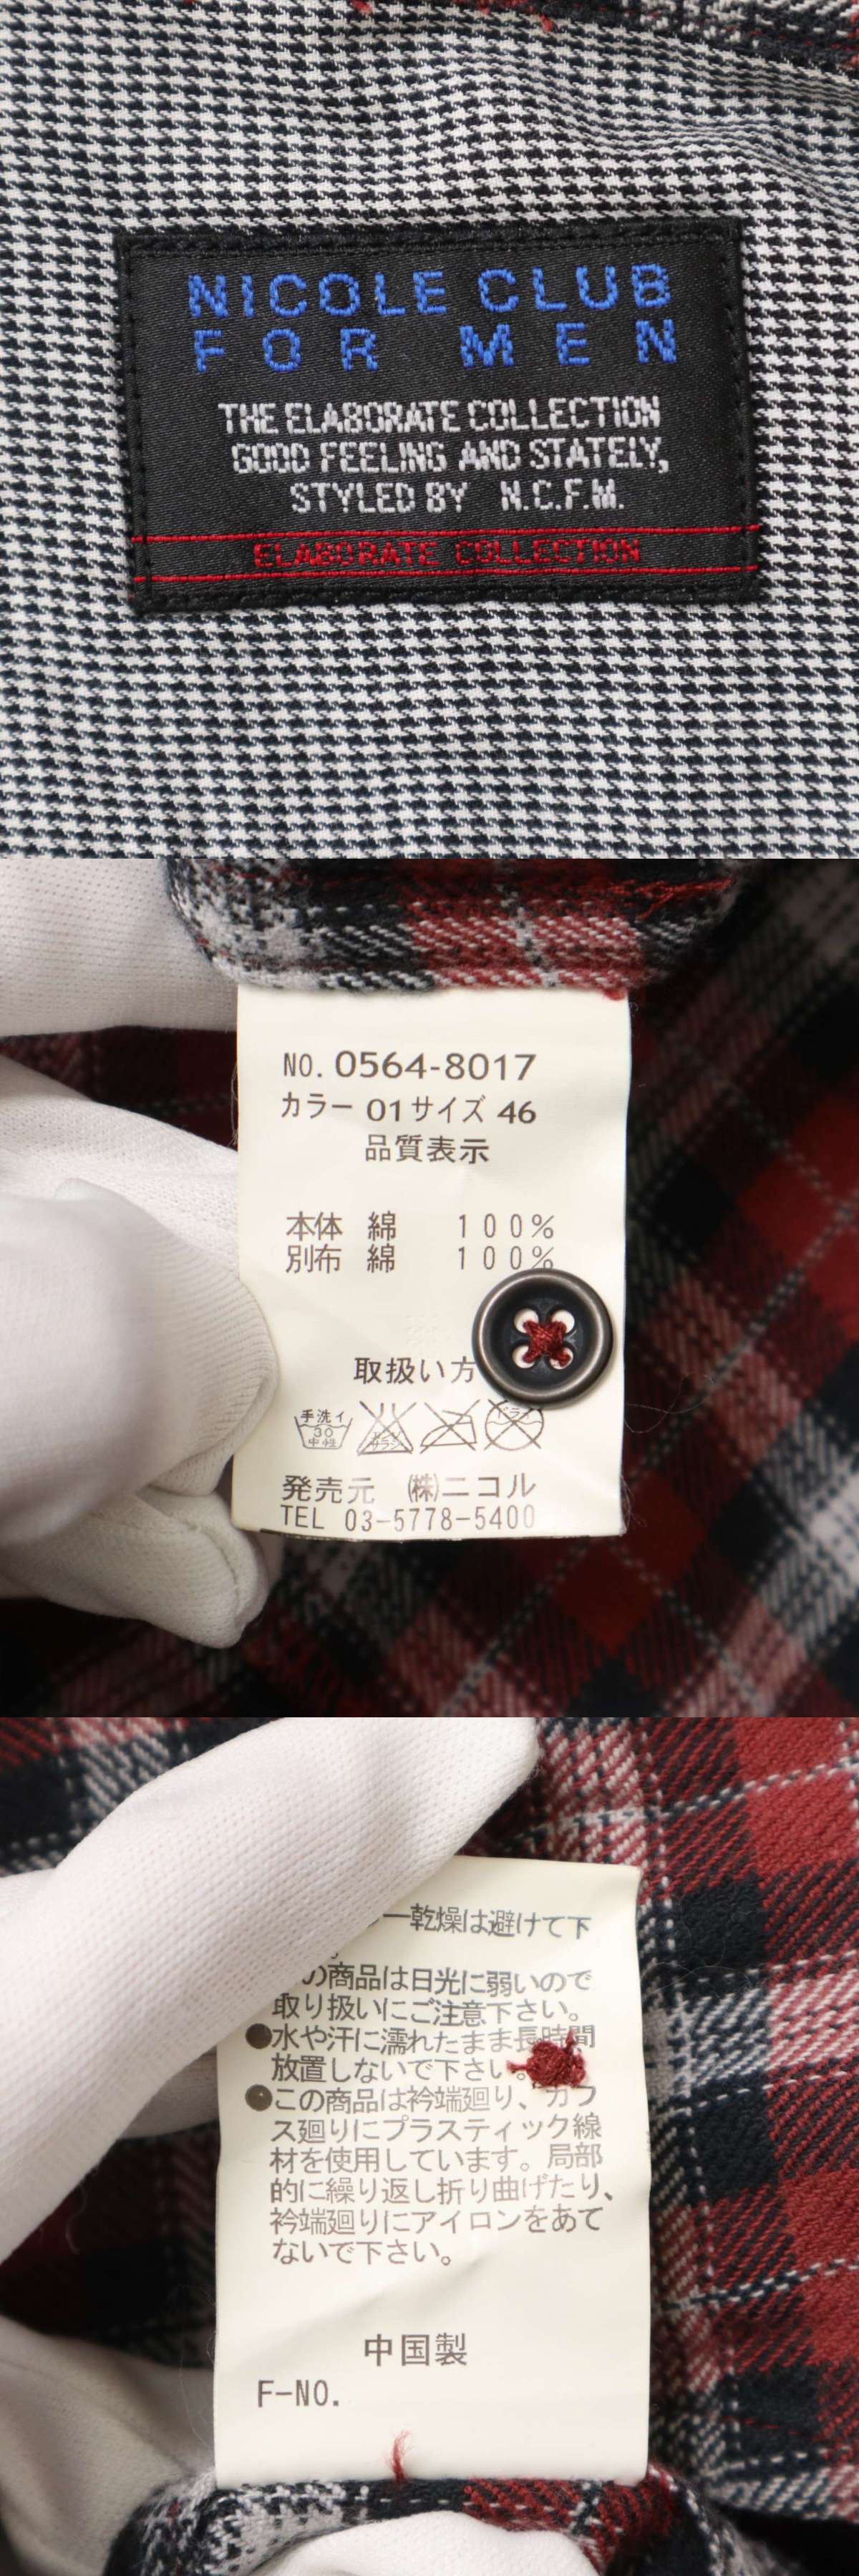 NICOLE CLUB
FOR MEN
THE ELABORATE COLLECTION
GOOD FEELING AND STATELY,
STYLED BY N.C.F.M.
ELABORATE COLLECTION
NO. 0564-8017
カラー 01 サイズ 46
品質表示
本体 綿 100%
別布 綿 100%
取扱い方
手洗イ
30
中性
ドライ
発売元 ㈱ニコル
TEL 03-5778-5400
ー乾燥は避けて下
の商品は日光に弱いので
取り扱いにご注意下さい。
●水や汗に濡れたまま長時間
放置しないで下さい。
●この商品は衿端廻り、カフ
ス廻りにプラスティック線
材を使用しています。局部
的に繰り返し折り曲げたり、
衿端廻りにアイロンをあて
ないで下さい。
中国製
F-NO.